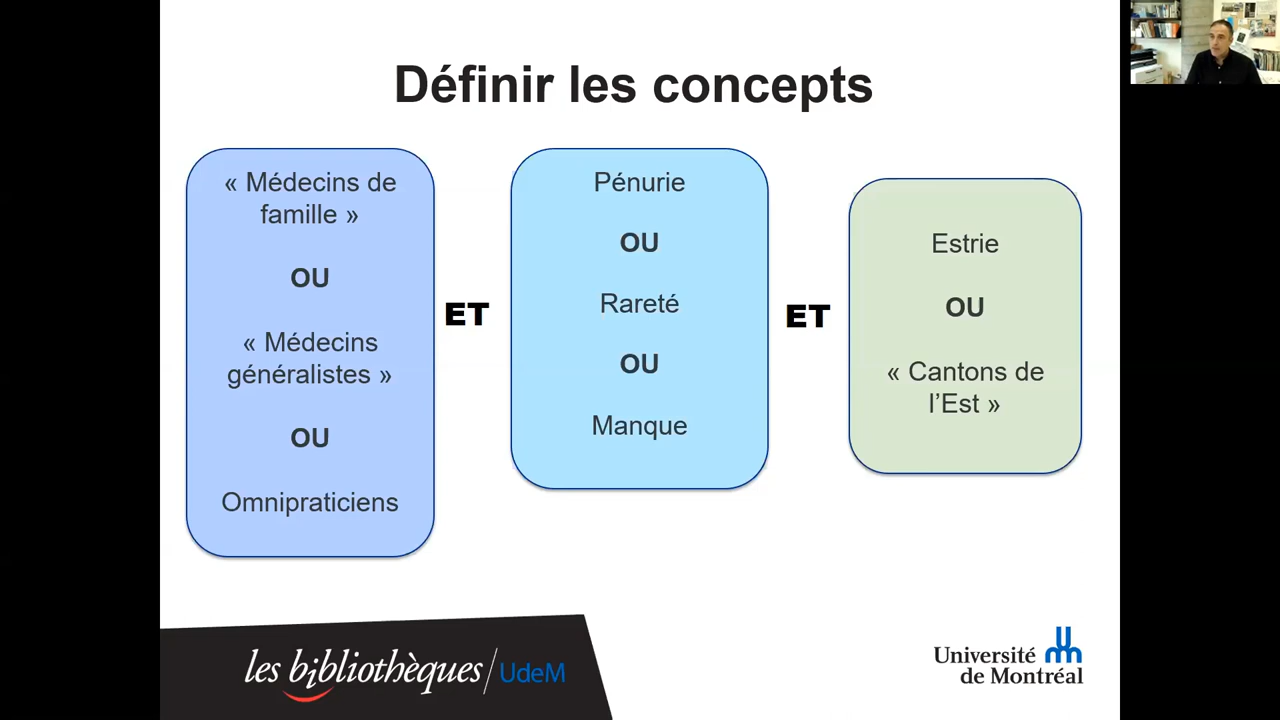 Définir les concepts
« Médecins de
famille »
OU
« Médecins
généralistes »
OU
Omnipraticiens
ET
Pénurie
OU
Rareté
OU
Manque
ET
Estrie
OU
« Cantons de
l’Est »
les bibliothèques/UdeM
Université
de Montréal